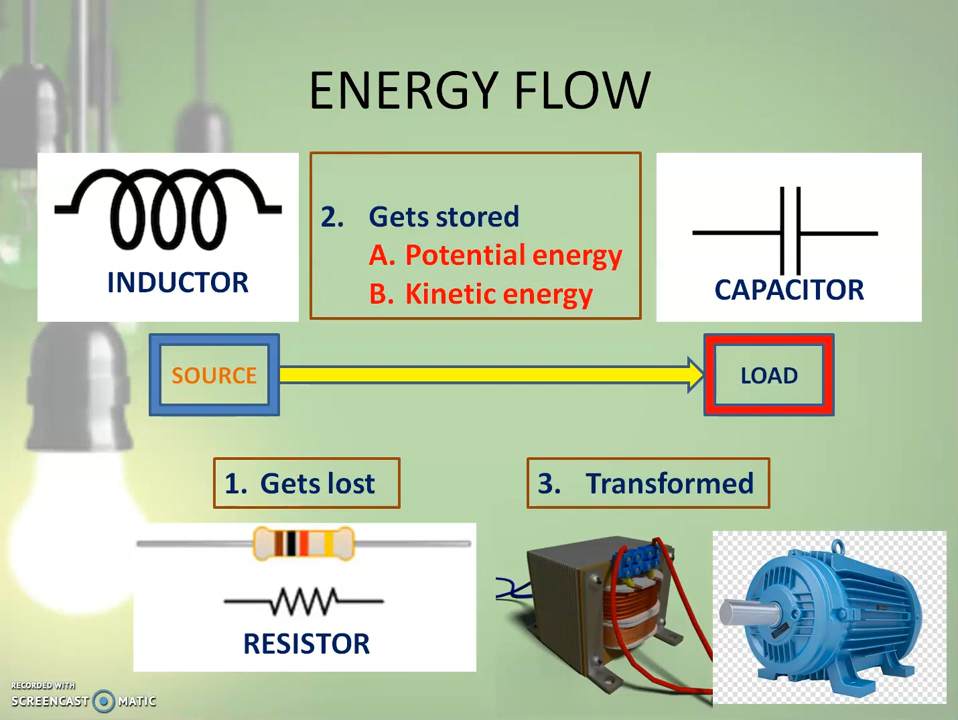 ENERGY FLOW
INDUCTOR
2. Gets stored
A. Potential energy
B. Kinetic energy
CAPACITOR
SOURCE
LOAD
1. Gets lost
3. Transformed
RESISTOR
RECORDED WITH
SCREENCAST MATIC